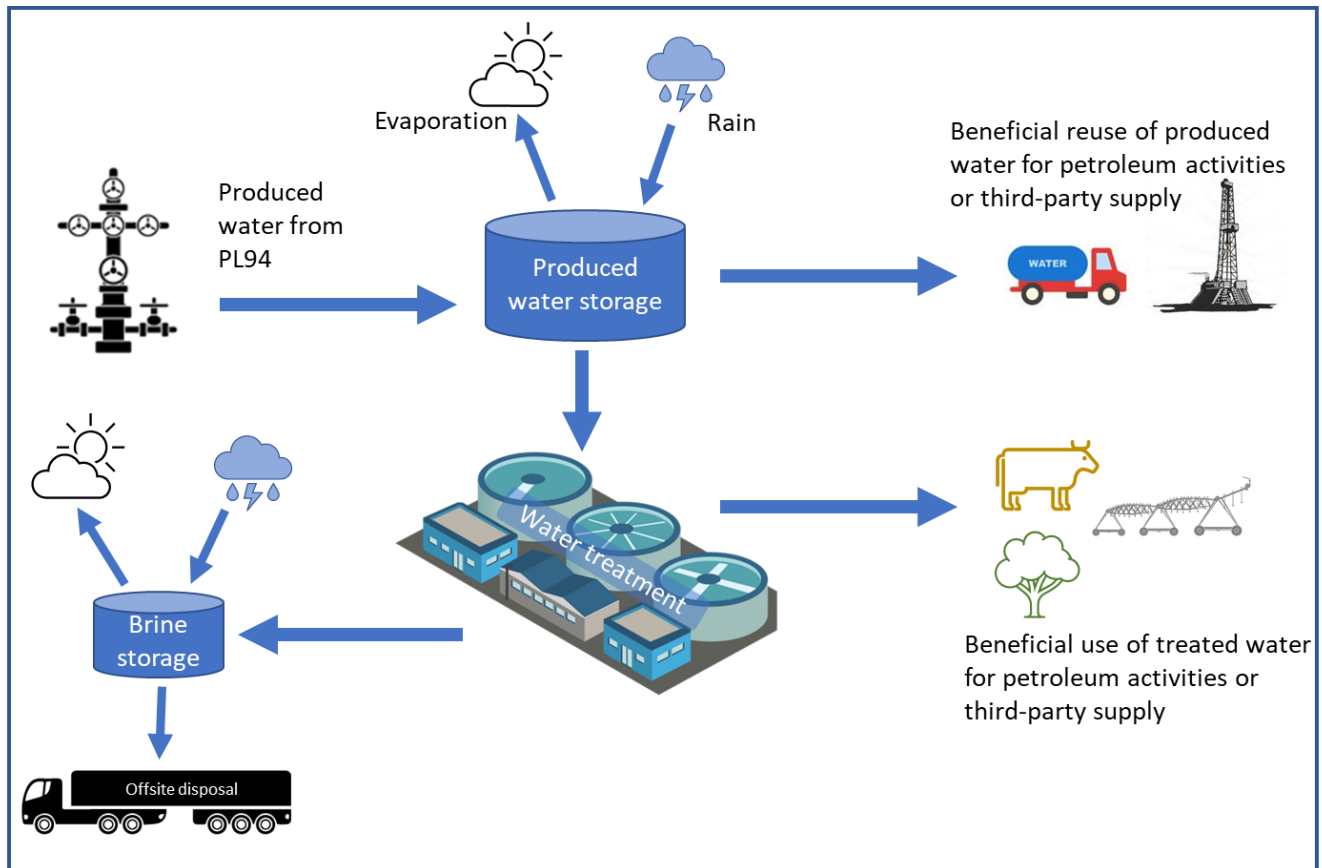 Evaporation
Rain
Produced
water from
PL94
Produced
water storage
Beneficial reuse of produced
water for petroleum activities
or third-party supply
WATER
Water treatment
Brine
storage
Beneficial use of treated water
for petroleum activities or
third-party supply
Offsite disposal